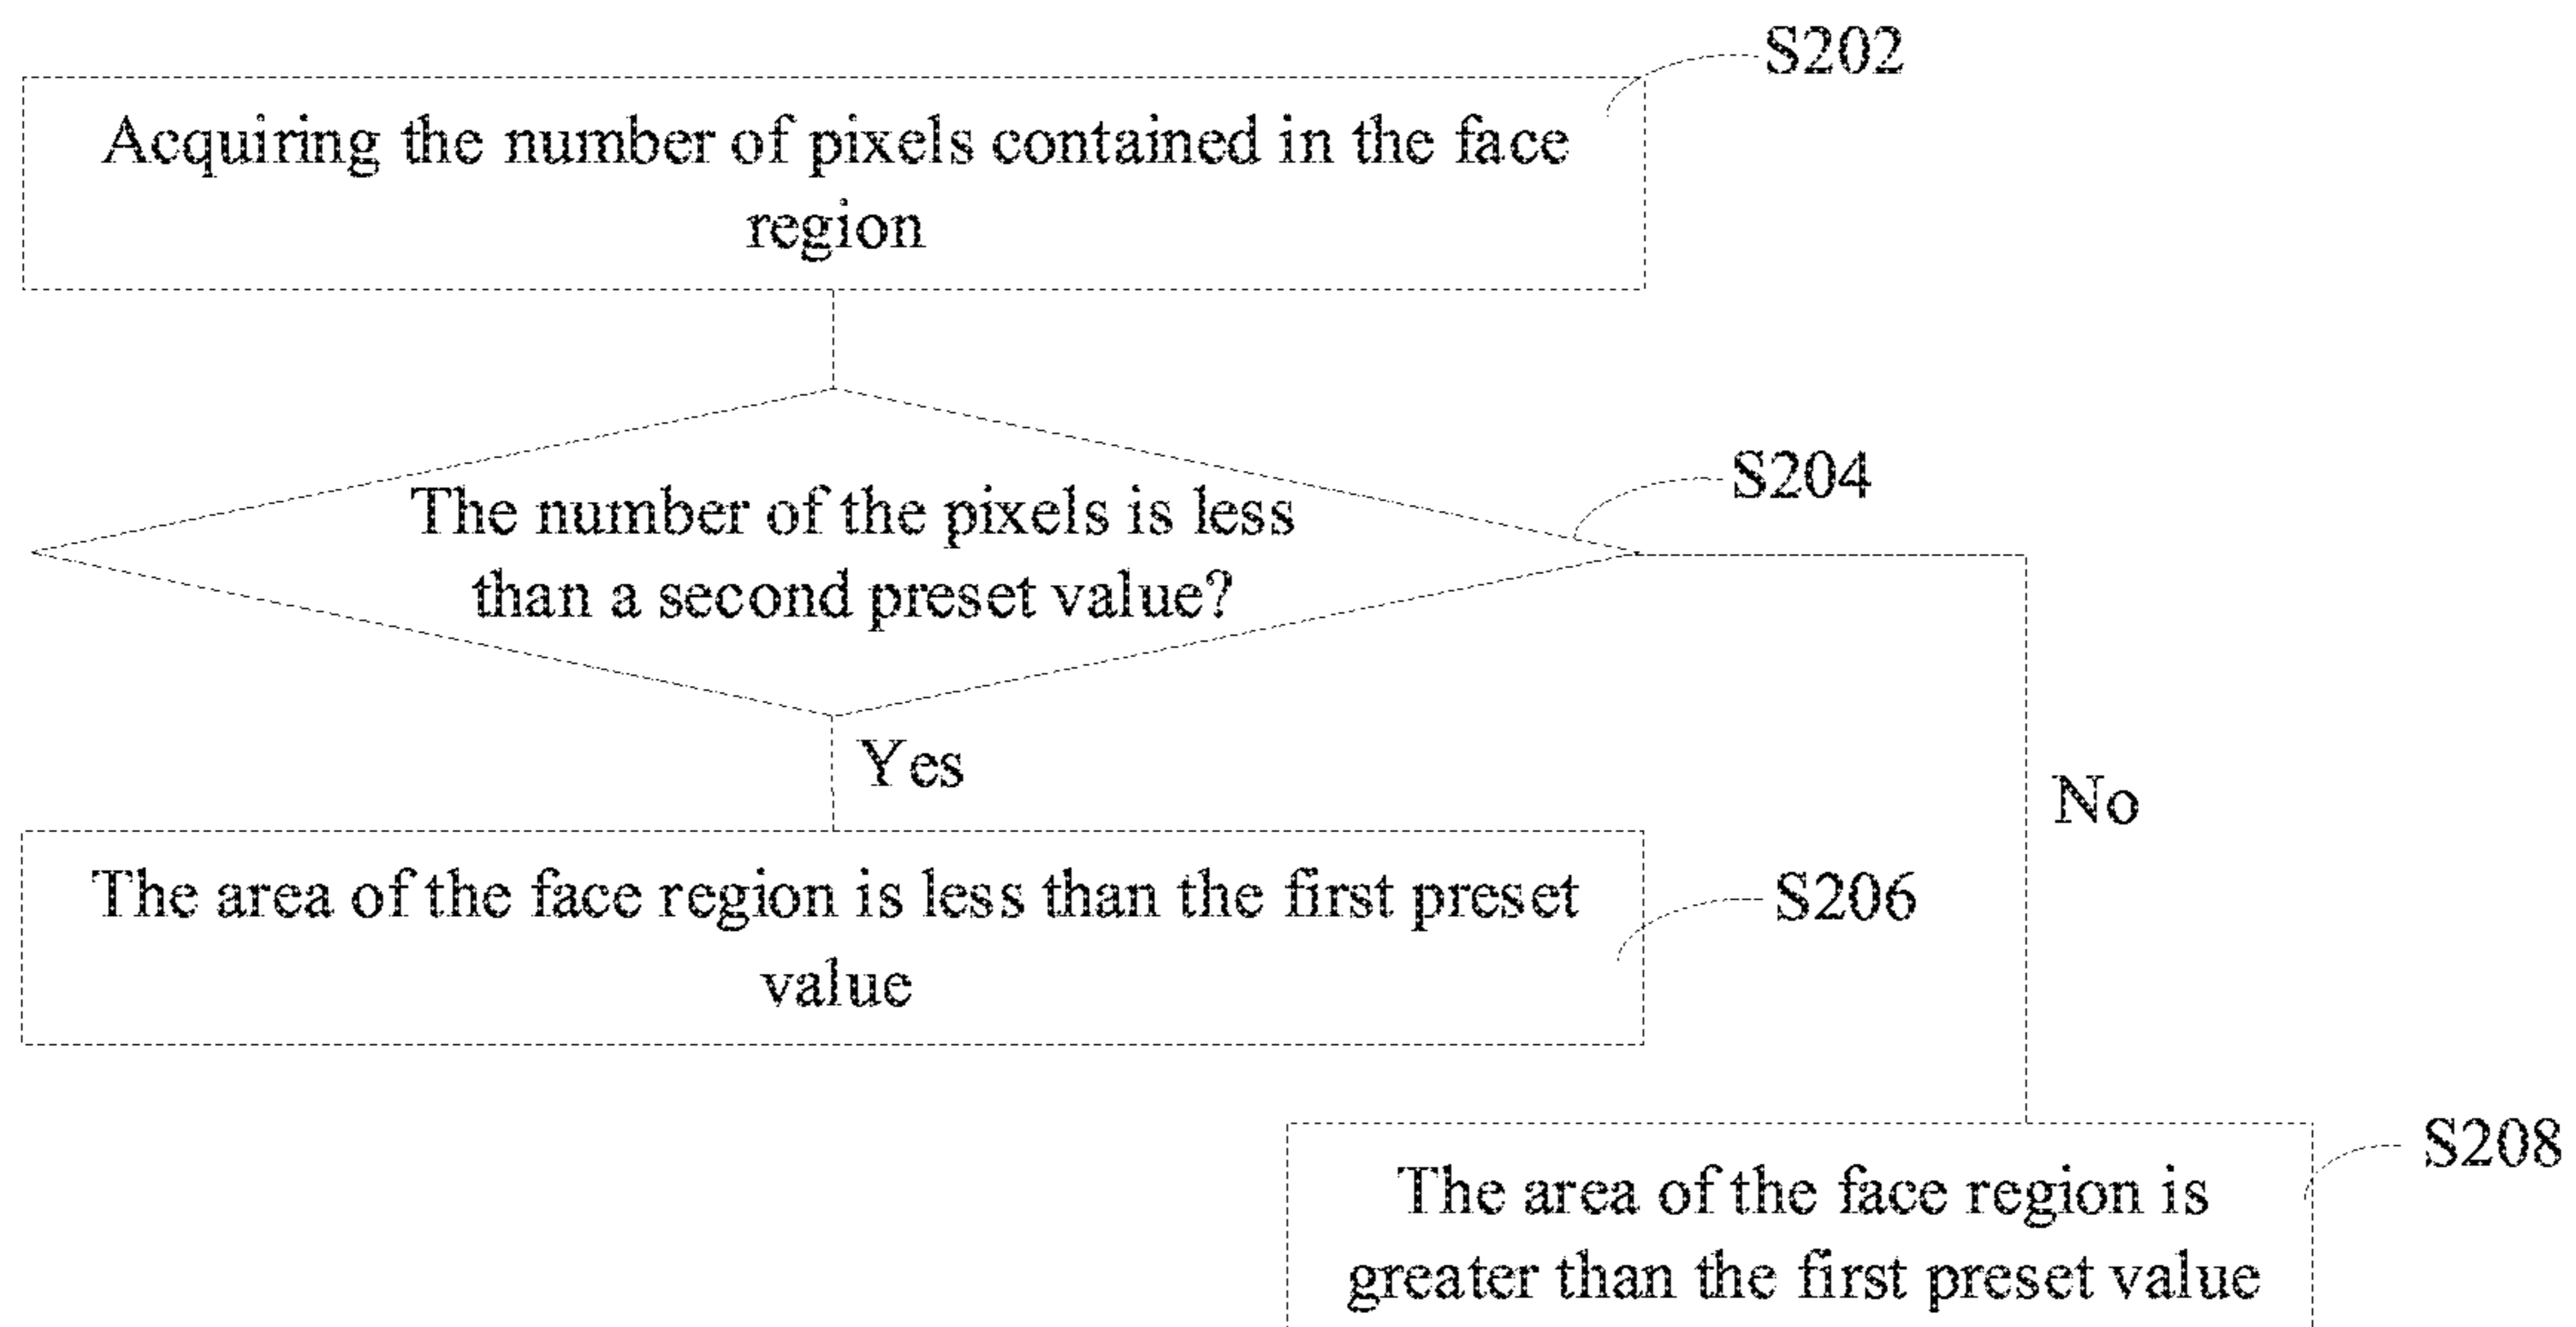 S202
Acquiring the number of pixels contained in the face
region
S204
The number of the pixels is less
than a second preset value?
Yes
No
The area of the face region is less than the first preset
value
S206
S208
The area of the face region is
greater than the first preset value